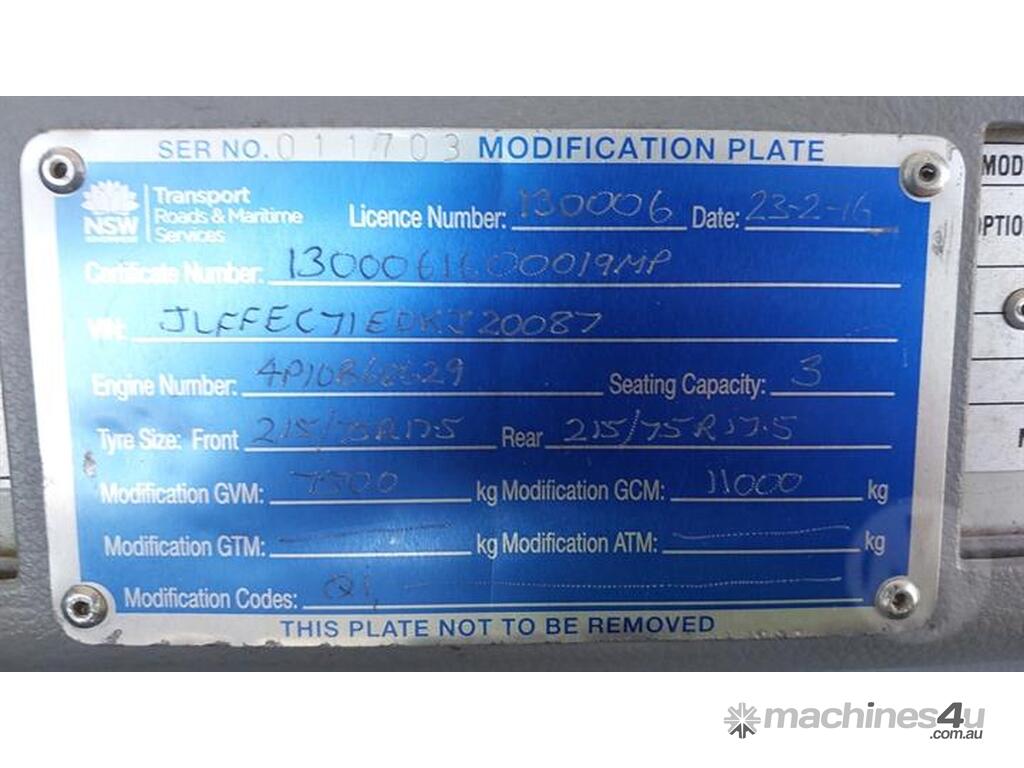 SER NO. 011703 MODIFICATION PLATE
NSW
GOVERNMENT
Transport
Roads & Maritime
Services
Licence Number: 130006 Date: 23-2-16
Certificate Number: 1300061600019MP
VIN: JLFFEC71EDKJ20087
Engine Number: Seating Capacity: 3
Tyre Size: Front 215/75R17.5 Rear 215/75R17.5
Modification GVM: 7500 kg Modification GCM: 11000 kg
Modification GTM: kg Modification ATM: kg
Modification Codes: Q1,
THIS PLATE NOT TO BE REMOVED
MOD
OPTIO
machines4u
.com.au